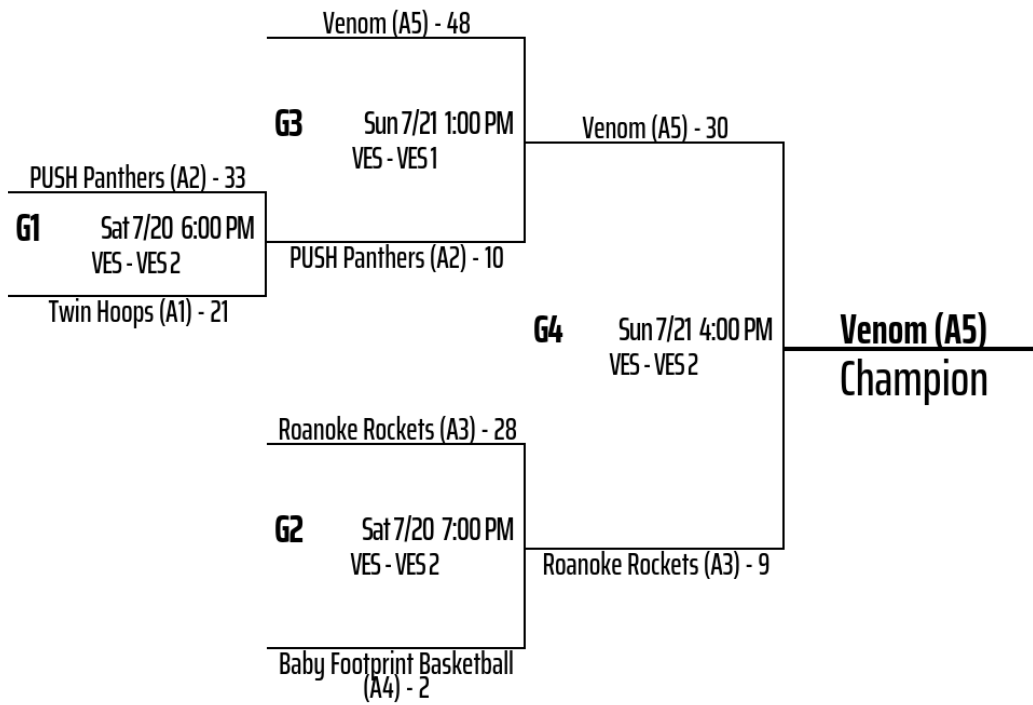 Venom (A5) - 48
G3 Sun 7/21 1:00 PM
VES - VES 1
Venom (A5) - 30
PUSH Panthers (A2) - 33
G1 Sat 7/20 6:00 PM
VES - VES 2
PUSH Panthers (A2) - 10
Twin Hoops (A1) - 21
G4 Sun 7/21 4:00 PM
VES - VES 2
Venom (A5)
Champion
Roanoke Rockets (A3) - 28
G2 Sat 7/20 7:00 PM
VES - VES 2
Roanoke Rockets (A3) - 9
Baby Footprint Basketball
(A4) - 2